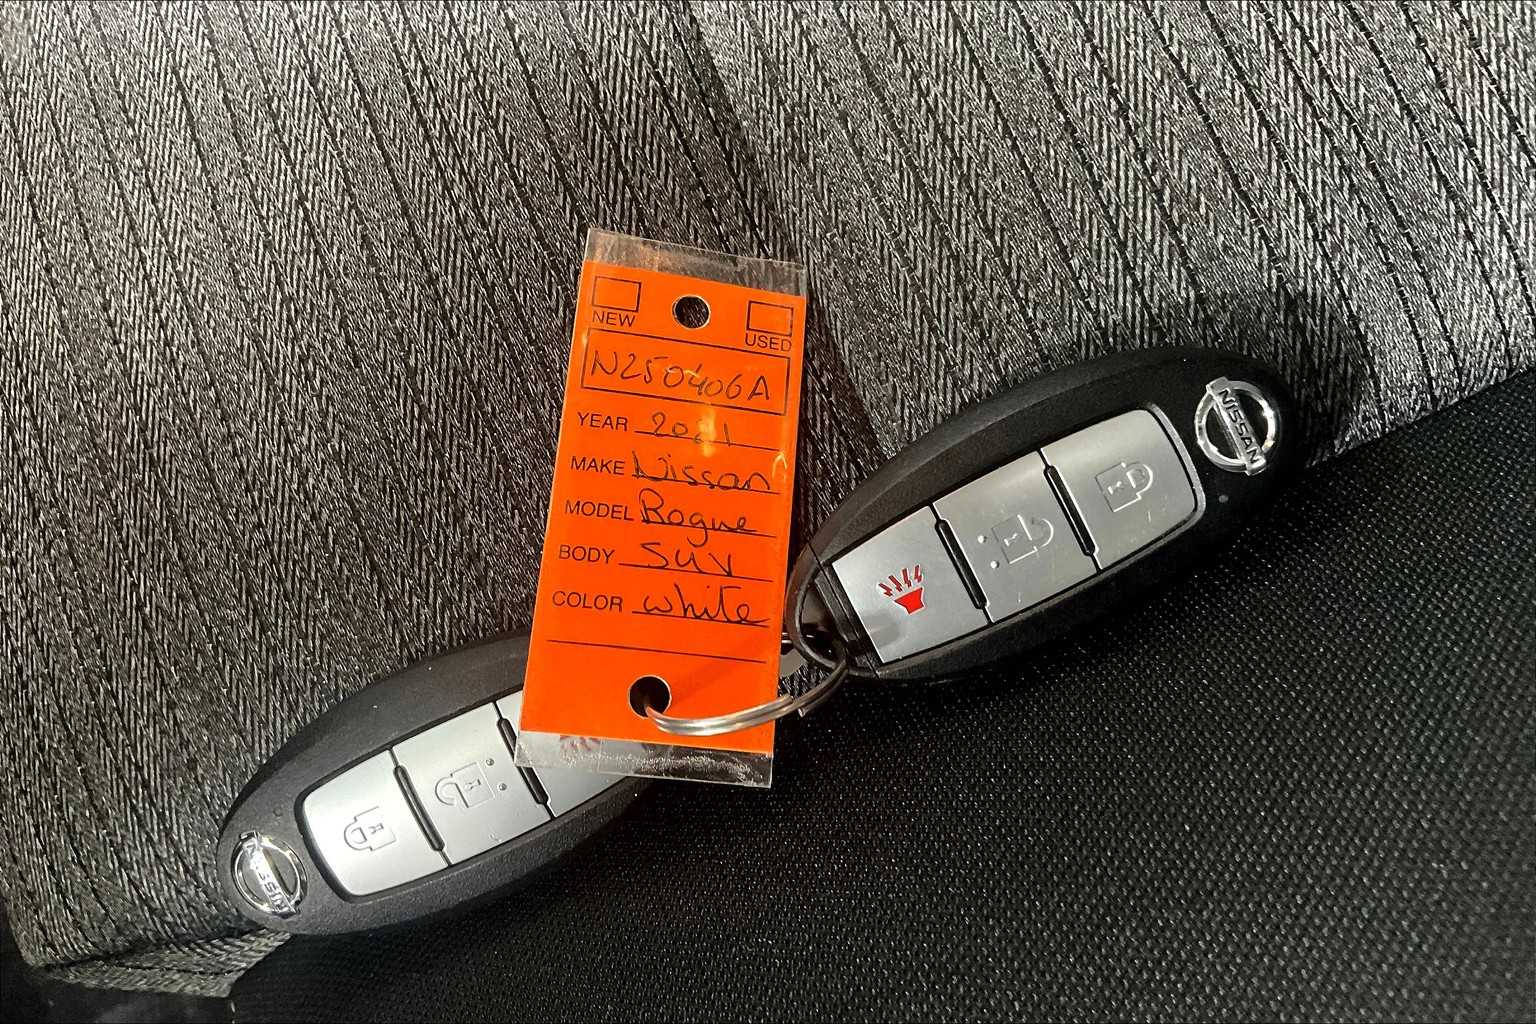 NEW
USED
N250406A
YEAR 2021
MAKE Nissan
MODEL Rogue
BODY SUV
COLOR white
NISSAN
NISSAN